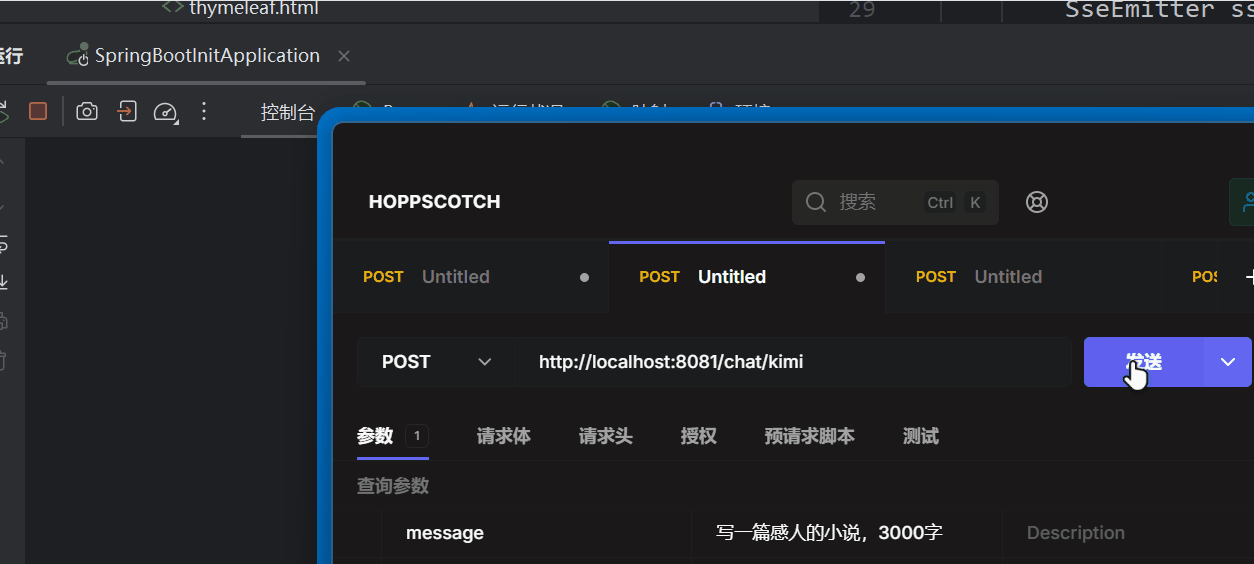 thymeleaf.html
29 SseEmitter ss
运行 SpringBootInitApplication
控制台
HOPPSCOTCH 搜索 Ctrl K
POST Untitled POST Untitled POST Untitled POS
POST http://localhost:8081/chat/kimi 发送
参数 1 请求体 请求头 授权 预请求脚本 测试
查询参数
message 写一篇感人的小说，3000字 Description